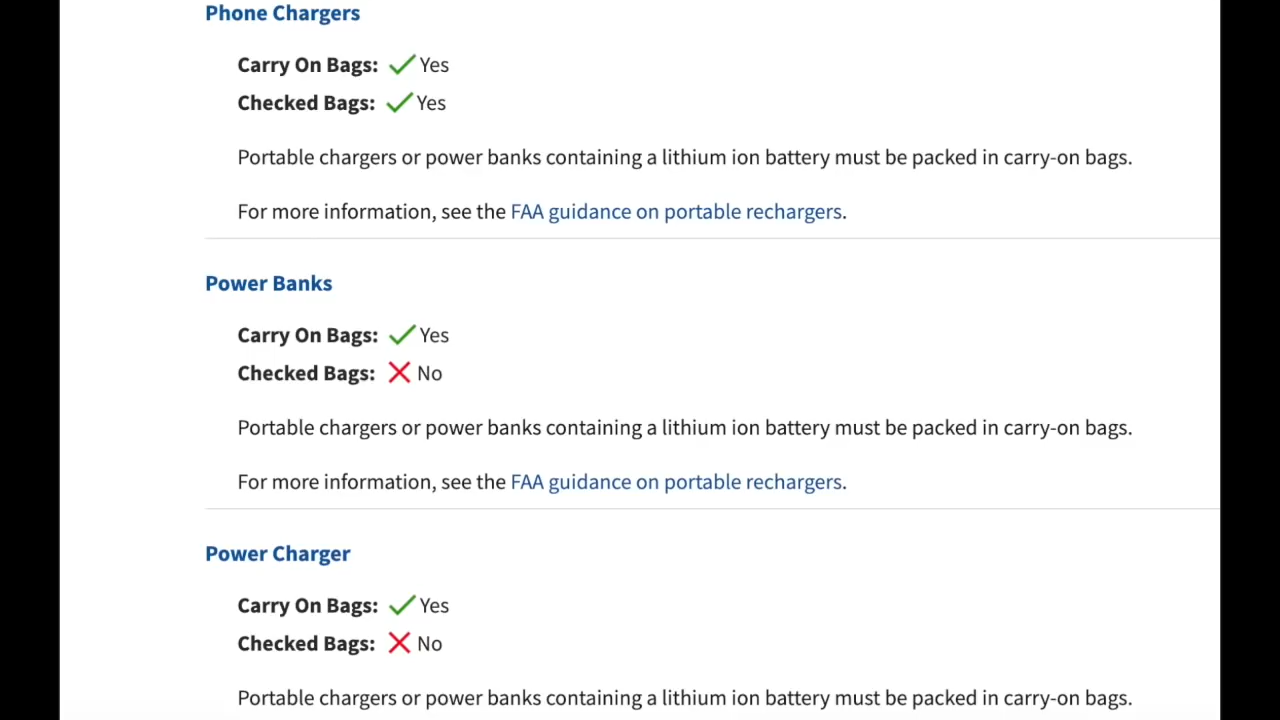 Phone Chargers
Carry On Bags: Yes
Checked Bags: Yes
Portable chargers or power banks containing a lithium ion battery must be packed in carry-on bags.
For more information, see the FAA guidance on portable rechargers.
Power Banks
Carry On Bags: Yes
Checked Bags: No
Portable chargers or power banks containing a lithium ion battery must be packed in carry-on bags.
For more information, see the FAA guidance on portable rechargers.
Power Charger
Carry On Bags: Yes
Checked Bags: No
Portable chargers or power banks containing a lithium ion battery must be packed in carry-on bags.